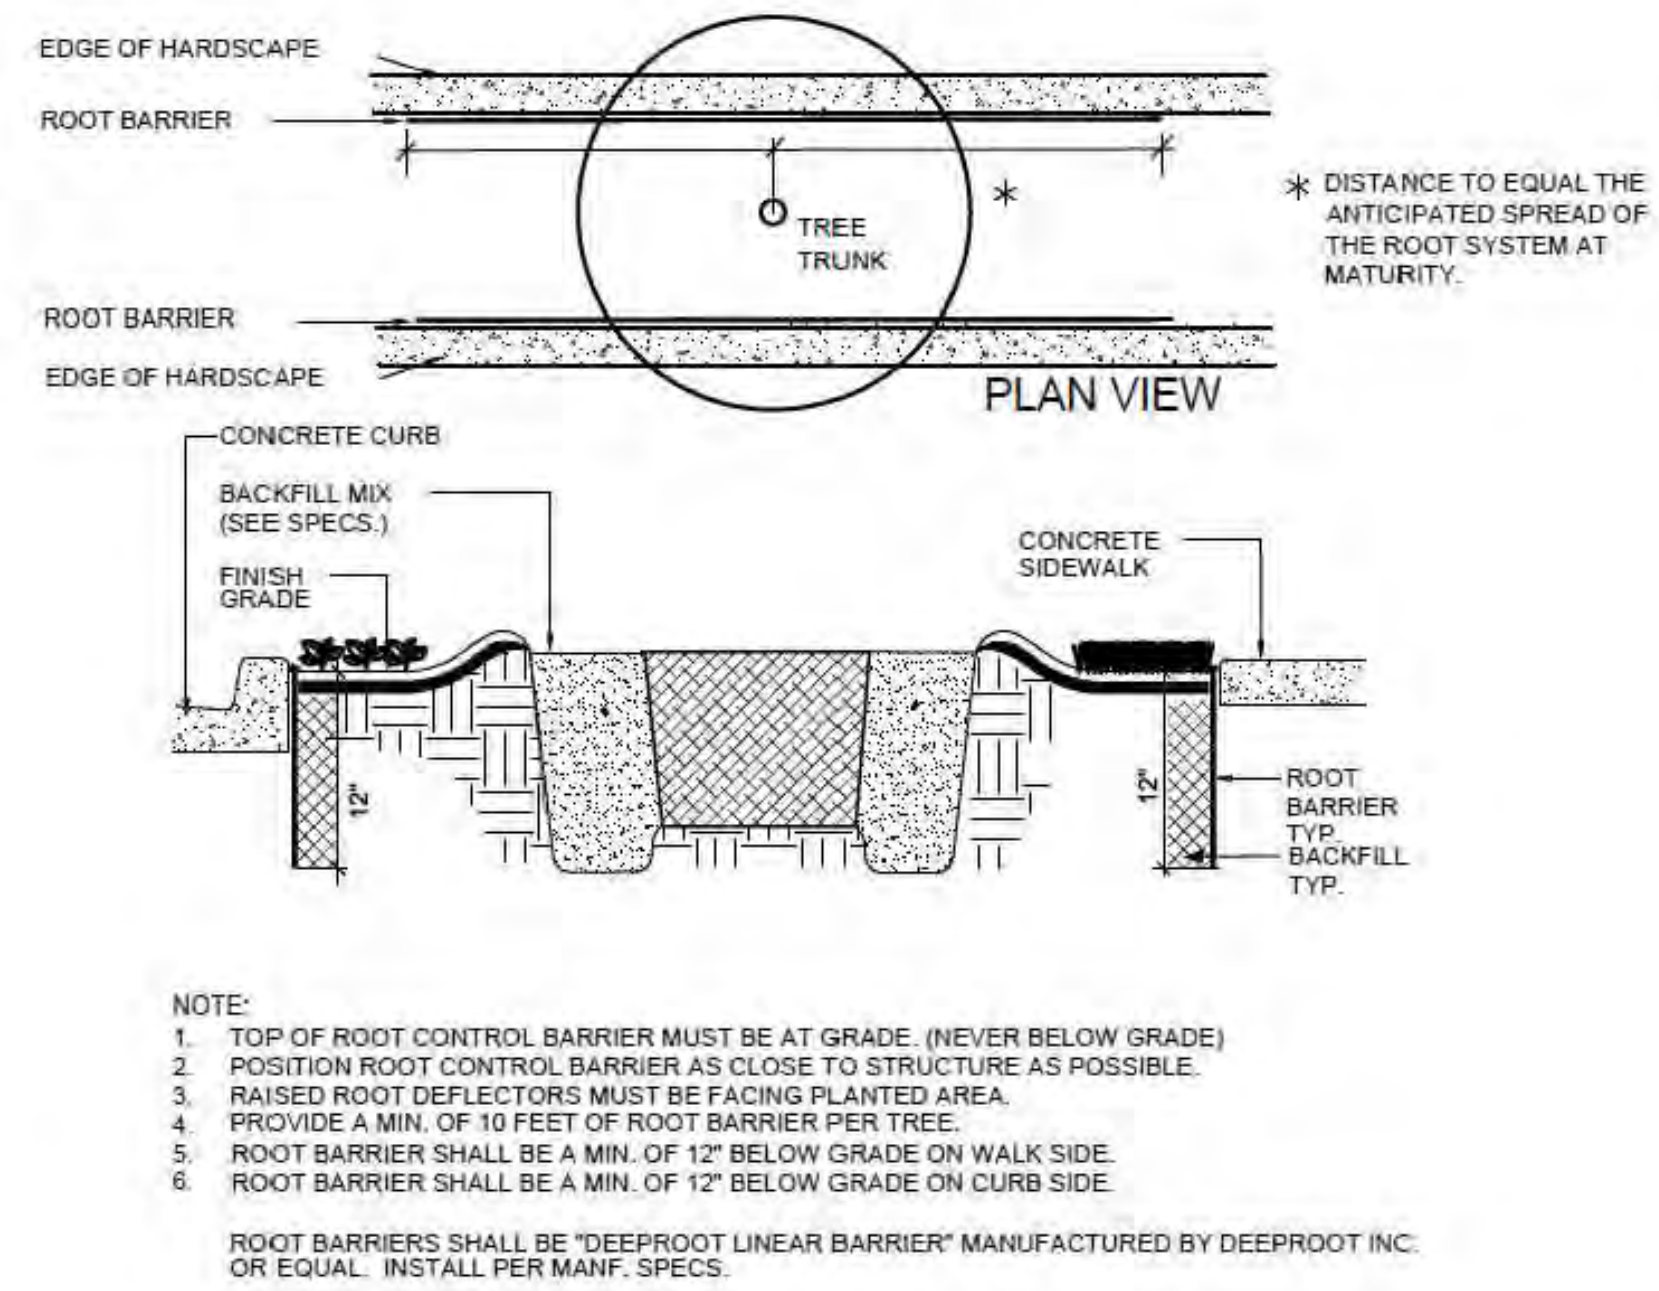 EDGE OF HARDSCAPE
ROOT BARRIER
* DISTANCE TO EQUAL THE
ANTICIPATED SPREAD OF
THE ROOT SYSTEM AT
MATURITY.
*
TREE
TRUNK
ROOT BARRIER
EDGE OF HARDSCAPE
PLAN VIEW
CONCRETE CURB
BACKFILL MIX
(SEE SPECS.)
FINISH
GRADE
CONCRETE
SIDEWALK
12"
12"
ROOT
BARRIER
TYP.
BACKFILL
TYP.
NOTE:
1. TOP OF ROOT CONTROL BARRIER MUST BE AT GRADE. (NEVER BELOW GRADE)
2. POSITION ROOT CONTROL BARRIER AS CLOSE TO STRUCTURE AS POSSIBLE.
3. RAISED ROOT DEFLECTORS MUST BE FACING PLANTED AREA.
4. PROVIDE A MIN. OF 10 FEET OF ROOT BARRIER PER TREE.
5. ROOT BARRIER SHALL BE A MIN. OF 12" BELOW GRADE ON WALK SIDE.
6. ROOT BARRIER SHALL BE A MIN. OF 12" BELOW GRADE ON CURB SIDE.
ROOT BARRIERS SHALL BE "DEEPROOT LINEAR BARRIER" MANUFACTURED BY DEEPROOT INC.
OR EQUAL. INSTALL PER MANF. SPECS.